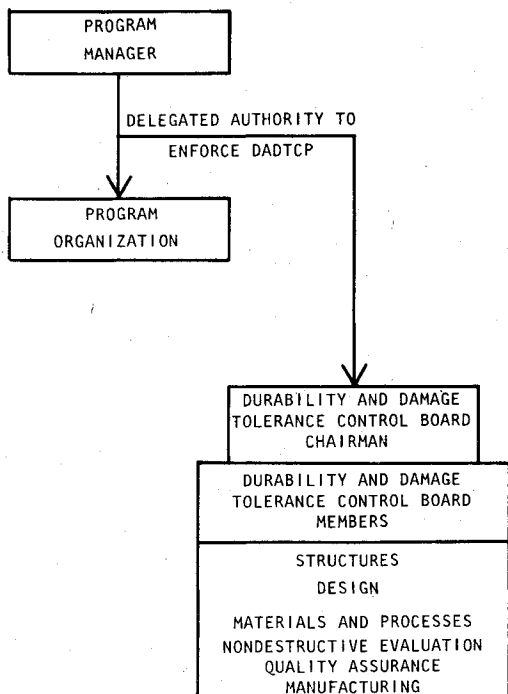 PROGRAM
MANAGER
DELEGATED AUTHORITY TO
ENFORCE DADTCP
PROGRAM
ORGANIZATION
DURABILITY AND DAMAGE
TOLERANCE CONTROL BOARD
CHAIRMAN
DURABILITY AND DAMAGE
TOLERANCE CONTROL BOARD
MEMBERS
STRUCTURES
DESIGN
MATERIALS AND PROCESSES
NONDESTRUCTIVE EVALUATION
QUALITY ASSURANCE
MANUFACTURING